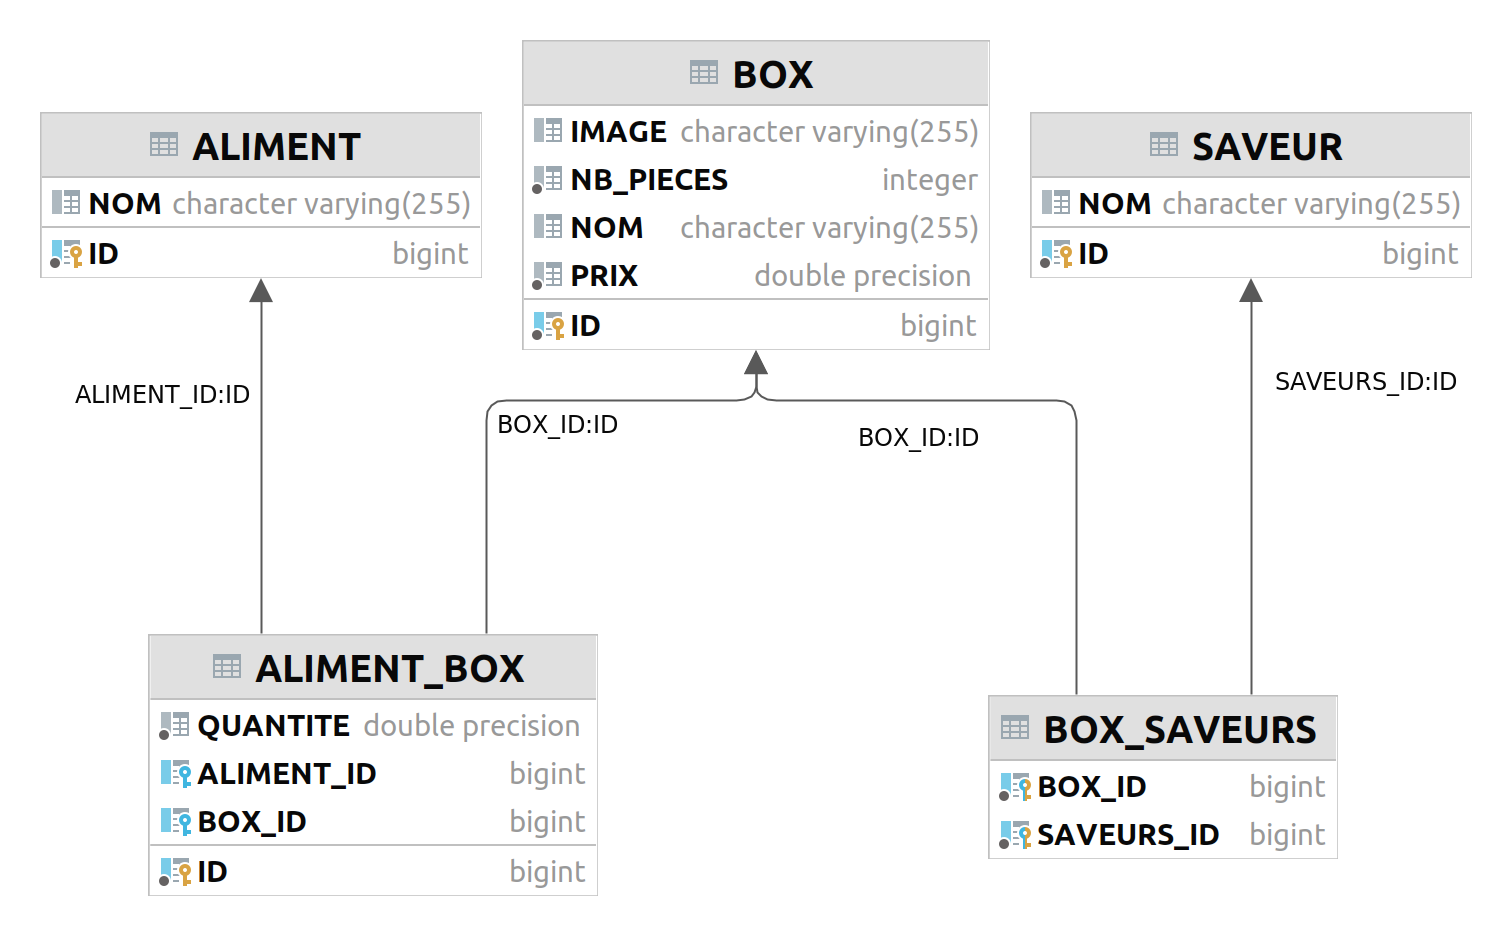 ALIMENT
NOM character varying(255)
ID bigint
BOX
IMAGE character varying(255)
NB_PIECES integer
NOM character varying(255)
PRIX double precision
ID bigint
SAVEUR
NOM character varying(255)
ID bigint
ALIMENT_ID:ID
BOX_ID:ID
BOX_ID:ID
SAVEURS_ID:ID
ALIMENT_BOX
QUANTITE double precision
ALIMENT_ID bigint
BOX_ID bigint
ID bigint
BOX_SAVEURS
BOX_ID bigint
SAVEURS_ID bigint